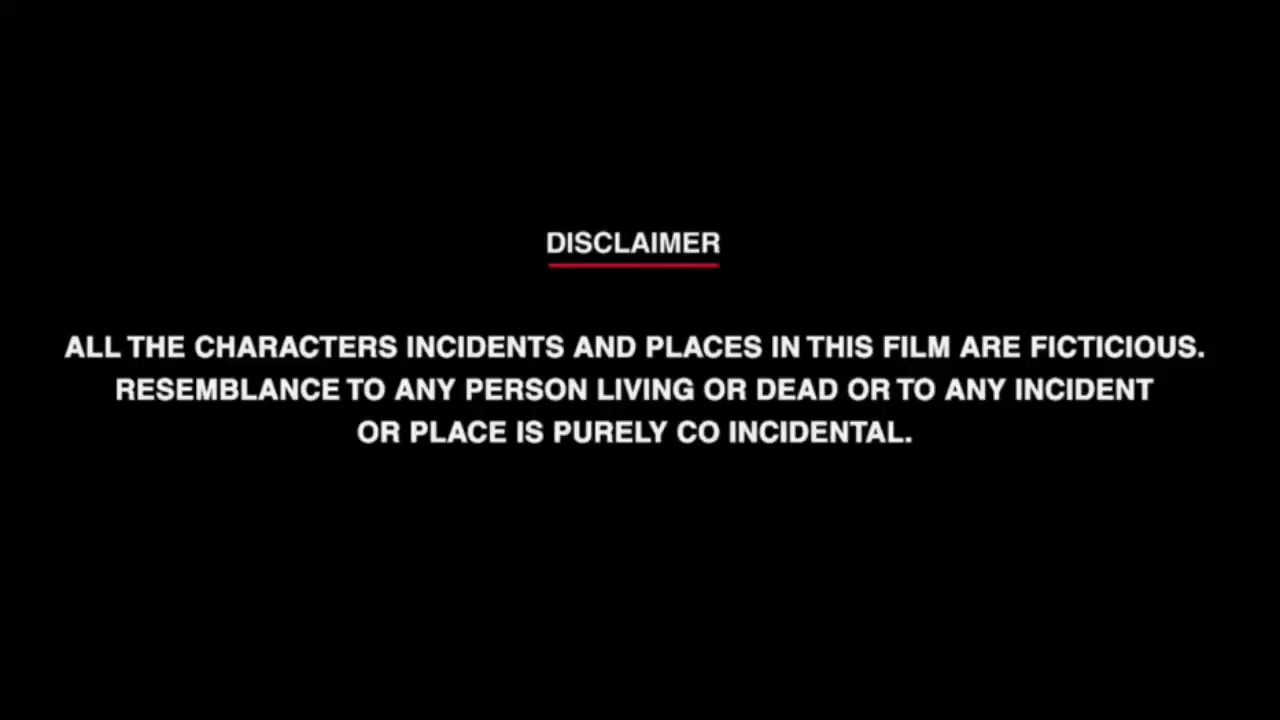 DISCLAIMER
ALL THE CHARACTERS INCIDENTS AND PLACES IN THIS FILM ARE FICTICIOUS.
RESEMBLANCE TO ANY PERSON LIVING OR DEAD OR TO ANY INCIDENT
OR PLACE IS PURELY CO INCIDENTAL.